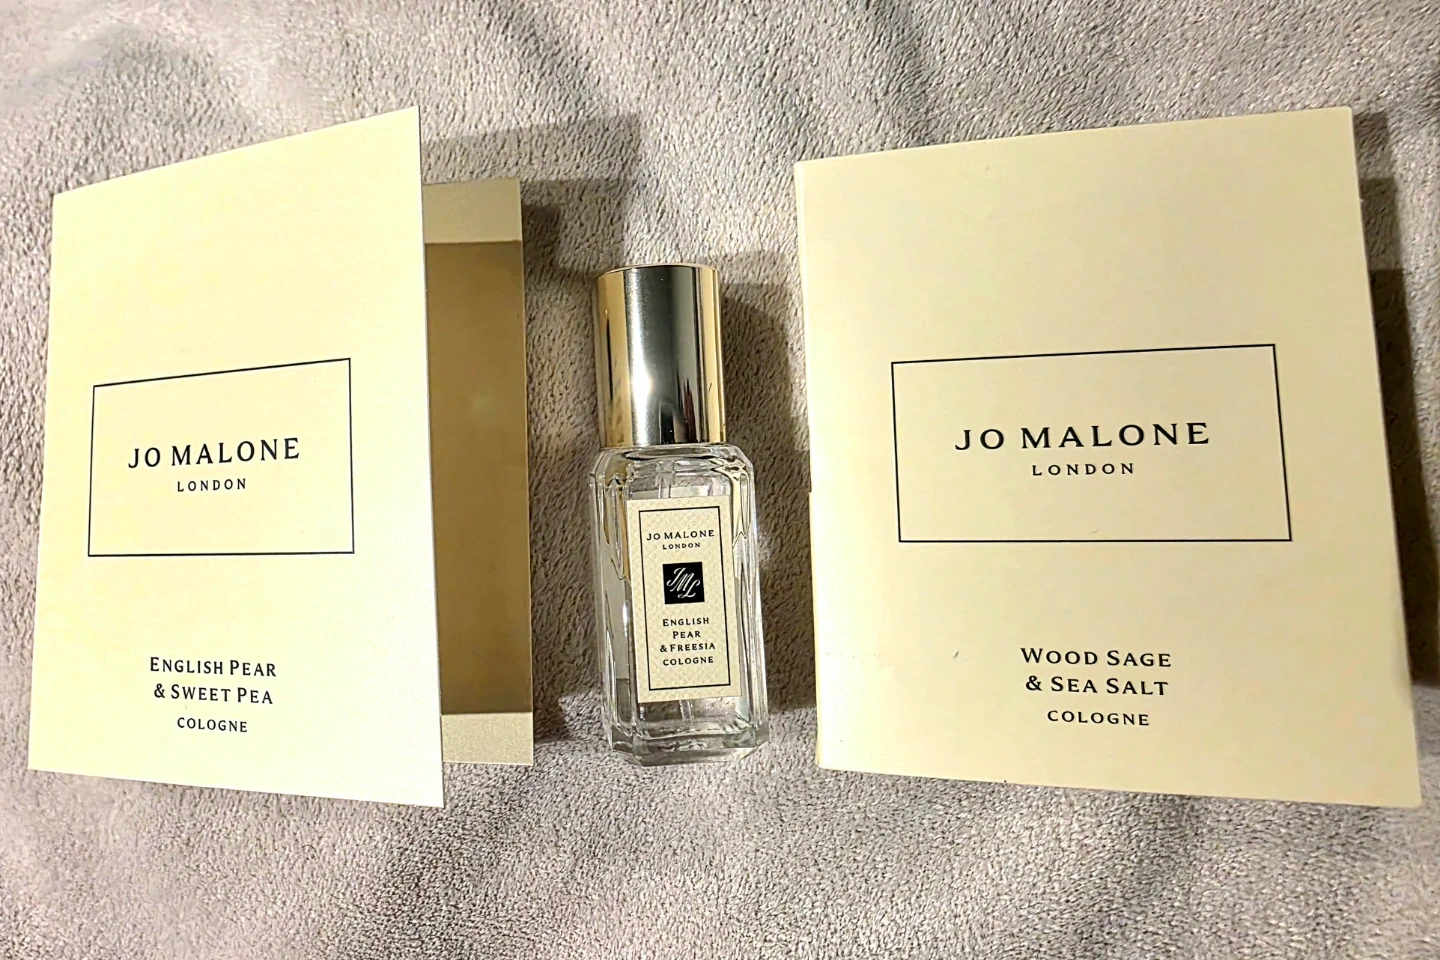 JO MALONE
LONDON
ENGLISH PEAR
& SWEET PEA
COLOGNE
JO MALONE
LONDON
JML
ENGLISH
PEAR
& FREESIA
COLOGNE
JO MALONE
LONDON
WOOD SAGE
& SEA SALT
COLOGNE